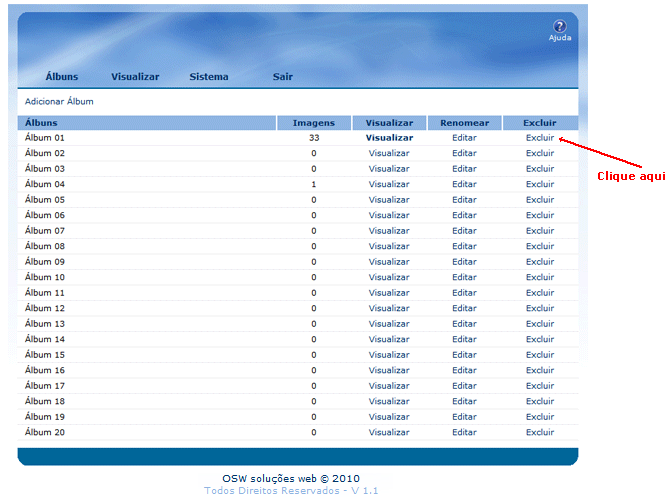 Ajuda
Álbuns Visualizar Sistema Sair
Adicionar Álbum
Álbuns Imagens Visualizar Renomear Excluir
Álbum 01 33 Visualizar Editar Excluir
Álbum 02 0 Visualizar Editar Excluir
Clique aqui
Álbum 03 0 Visualizar Editar Excluir
Álbum 04 1 Visualizar Editar Excluir
Álbum 05 0 Visualizar Editar Excluir
Álbum 06 0 Visualizar Editar Excluir
Álbum 07 0 Visualizar Editar Excluir
Álbum 08 0 Visualizar Editar Excluir
Álbum 09 0 Visualizar Editar Excluir
Álbum 10 0 Visualizar Editar Excluir
Álbum 11 0 Visualizar Editar Excluir
Álbum 12 0 Visualizar Editar Excluir
Álbum 13 0 Visualizar Editar Excluir
Álbum 14 0 Visualizar Editar Excluir
Álbum 15 0 Visualizar Editar Excluir
Álbum 16 0 Visualizar Editar Excluir
Álbum 17 0 Visualizar Editar Excluir
Álbum 18 0 Visualizar Editar Excluir
Álbum 19 0 Visualizar Editar Excluir
Álbum 20 0 Visualizar Editar Excluir
OSW soluções web © 2010
Todos Direitos Reservados - V 1.1